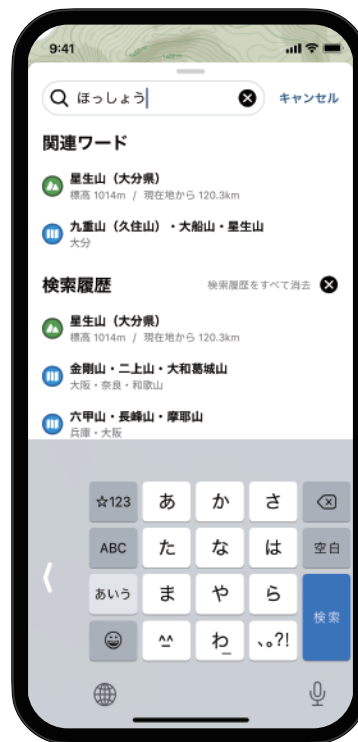 9:41
ほっしょう
キャンセル
関連ワード
星生山（大分県）
標高 1014m / 現在地から 120.3km
九重山（久住山）・大船山・星生山
大分
検索履歴 検索履歴をすべて消去
星生山（大分県）
標高 1014m / 現在地から 120.3km
金剛山・二上山・大和葛城山
大阪・奈良・和歌山
六甲山・長峰山・摩耶山
兵庫・大阪
☆123 あ か さ
ABC た な は 空白
あいう ま や ら 検索
^^ わ_ 、。?!